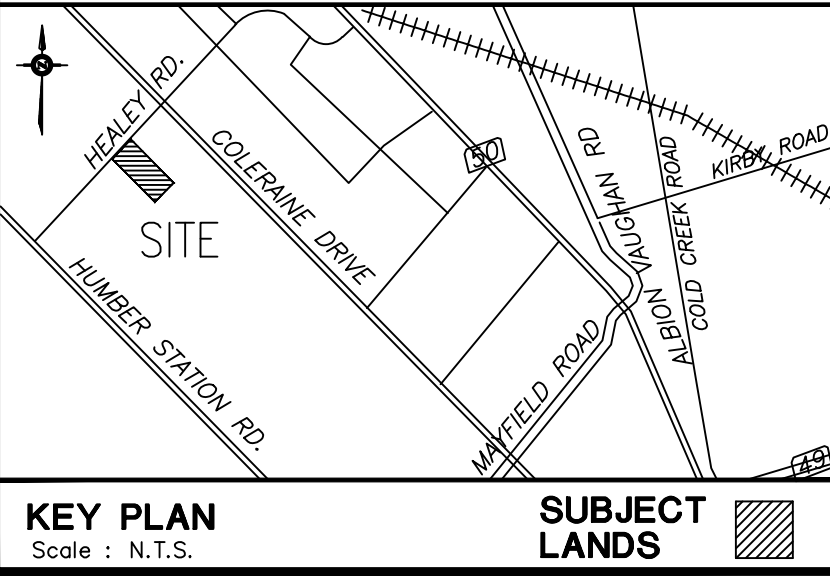 HEALEY RD.
COLERAINE DRIVE
50
ALBION VAUGHAN RD
COLD CREEK ROAD
KIRBY ROAD
SITE
HUMBER STATION RD.
MAYFIELD ROAD
49
KEY PLAN
Scale : N.T.S.
SUBJECT
LANDS